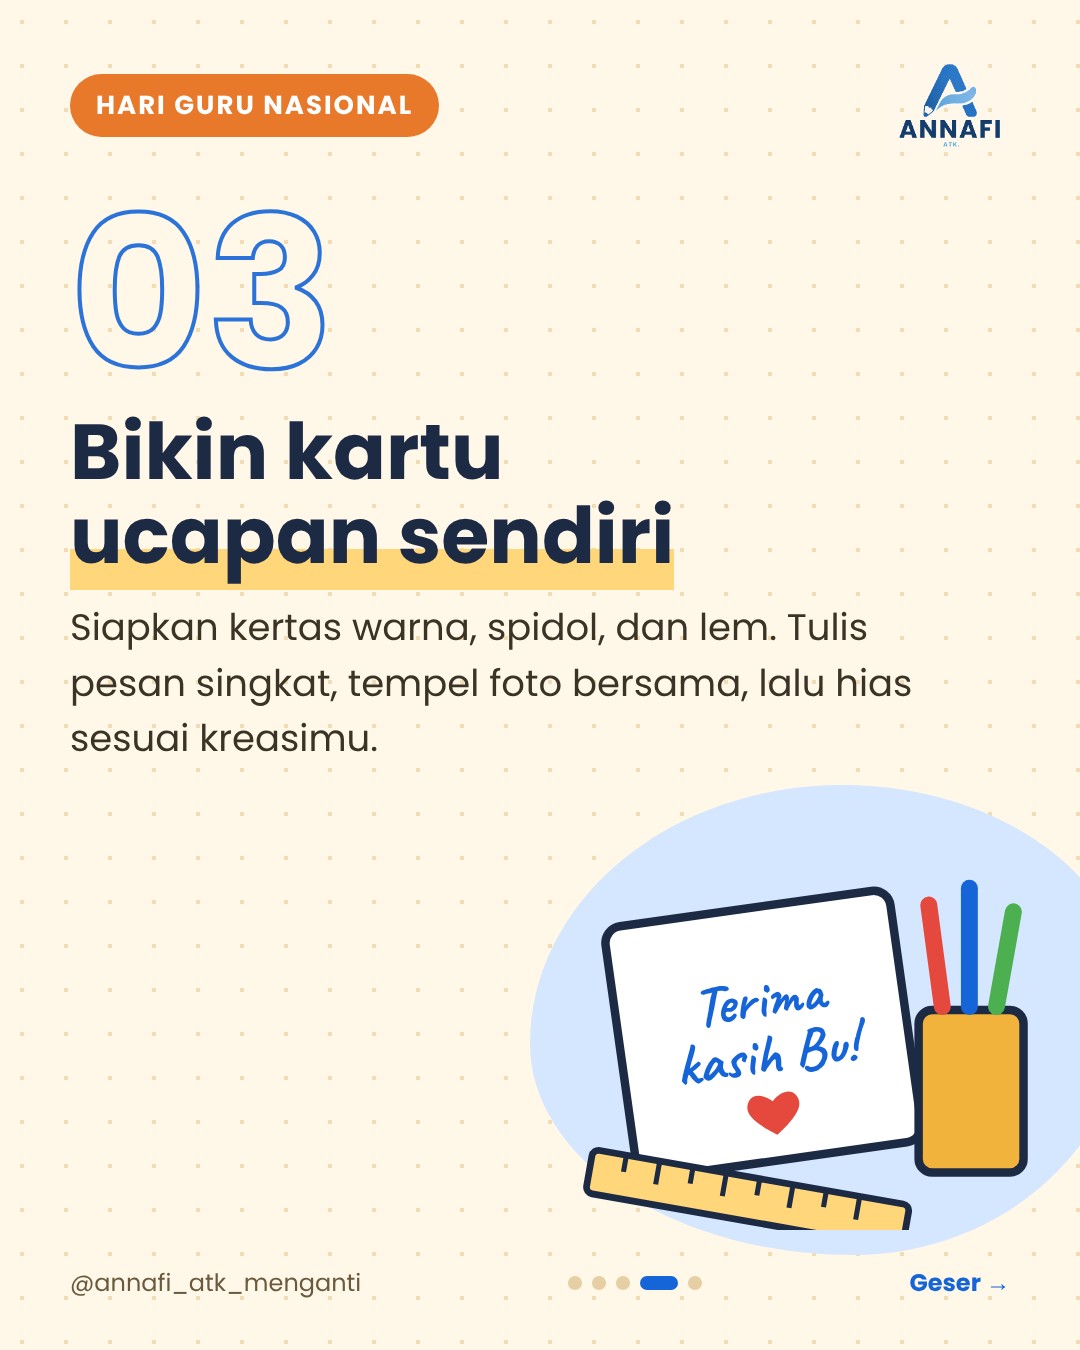 HARI GURU NASIONAL
ANNAFI
ATK.
03
Bikin kartu
ucapan sendiri
Siapkan kertas warna, spidol, dan lem. Tulis
pesan singkat, tempel foto bersama, lalu hias
sesuai kreasimu.
Terima
kasih Bu!
@annafi_atk_menganti
Geser →